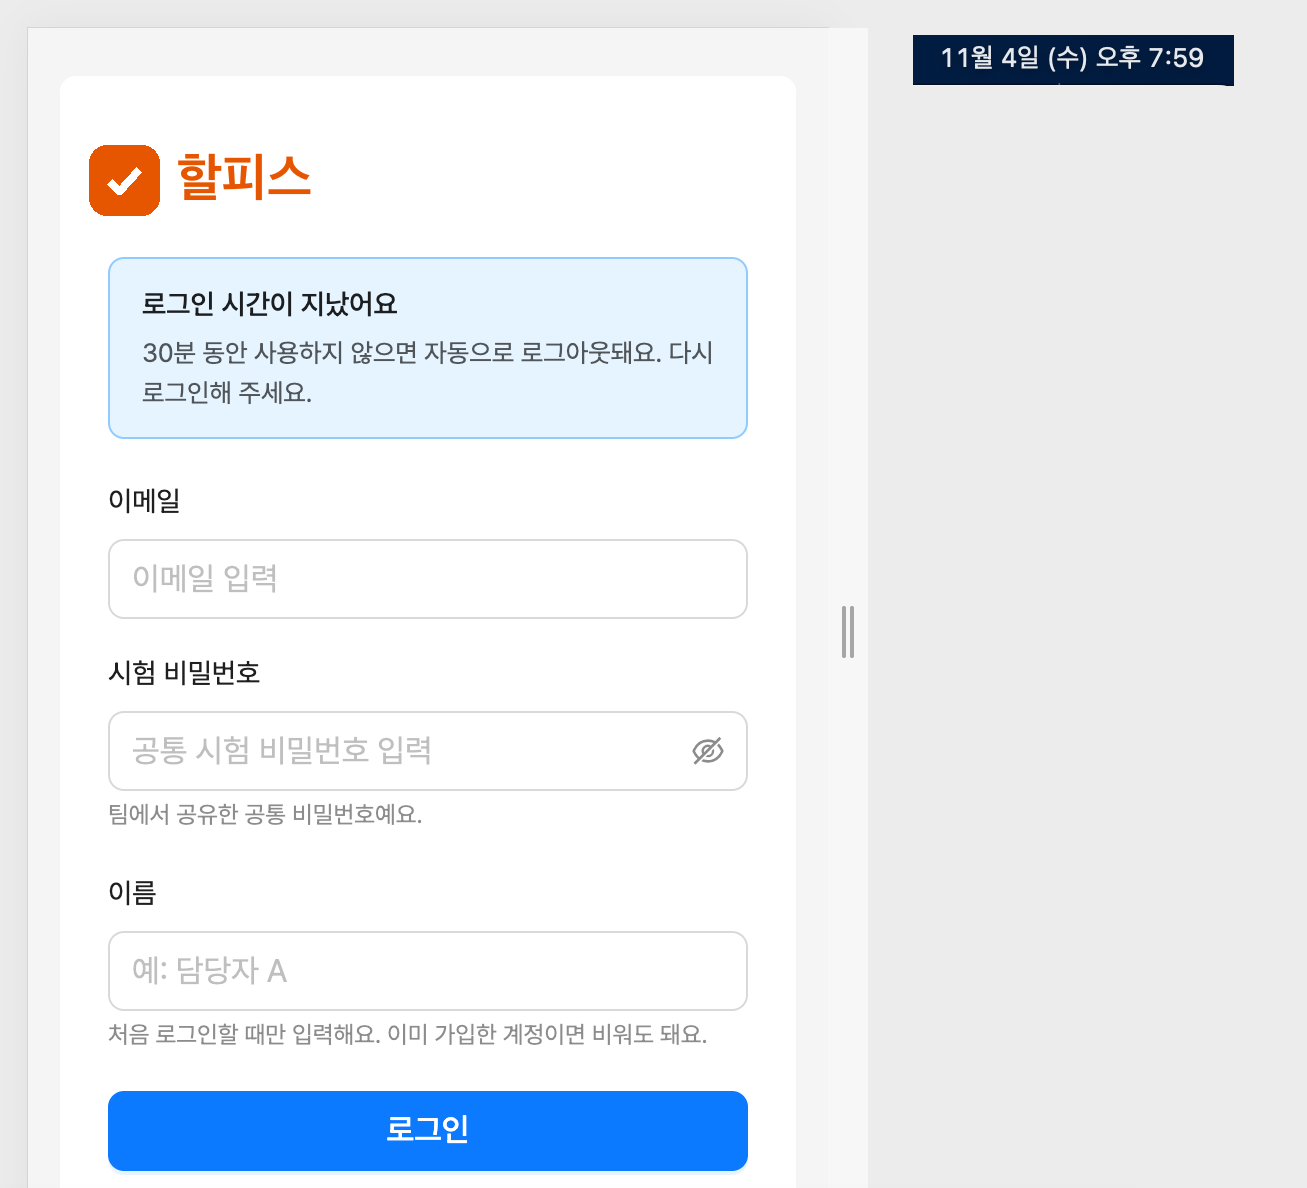 11월 4일 (수) 오후 7:59
할피스
로그인 시간이 지났어요
30분 동안 사용하지 않으면 자동으로 로그아웃돼요. 다시
로그인해 주세요.
이메일
이메일 입력
시험 비밀번호
공통 시험 비밀번호 입력
팀에서 공유한 공통 비밀번호예요.
이름
예: 담당자 A
처음 로그인할 때만 입력해요. 이미 가입한 계정이면 비워도 돼요.
로그인